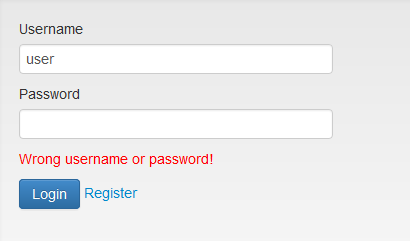 Username
user
Password
Wrong username or password!
Login Register